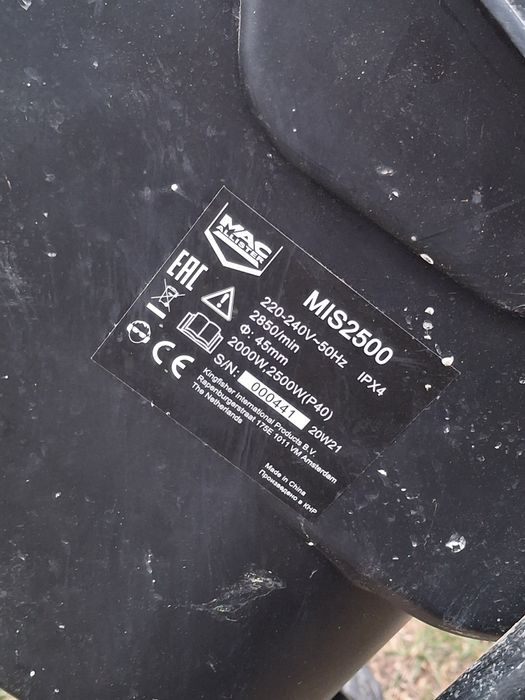 MAC
ALLISTER
EAC
MIS2500
220-240V~50Hz IPX4
2850/min
Φ: 45mm
2000W,2500W(P40)
S/N: 000441 20W21
Kingfisher International Products B.V.
Rapenburgerstraat 175E 1011 VM Amsterdam
The Netherlands
CE
Made in China
Произведено в КНР